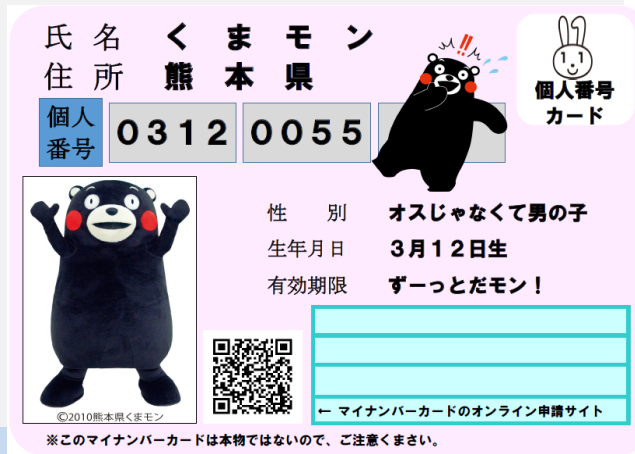 氏名 くまモン
住所 熊本県
個人番号カード
個人番号 0312 0055
!!
性別 オスじゃなくて男の子
生年月日 3月12日生
有効期限 ずーっとだモン！
©2010熊本県くまモン
← マイナンバーカードのオンライン申請サイト
※このマイナンバーカードは本物ではないので、ご注意くまさい。